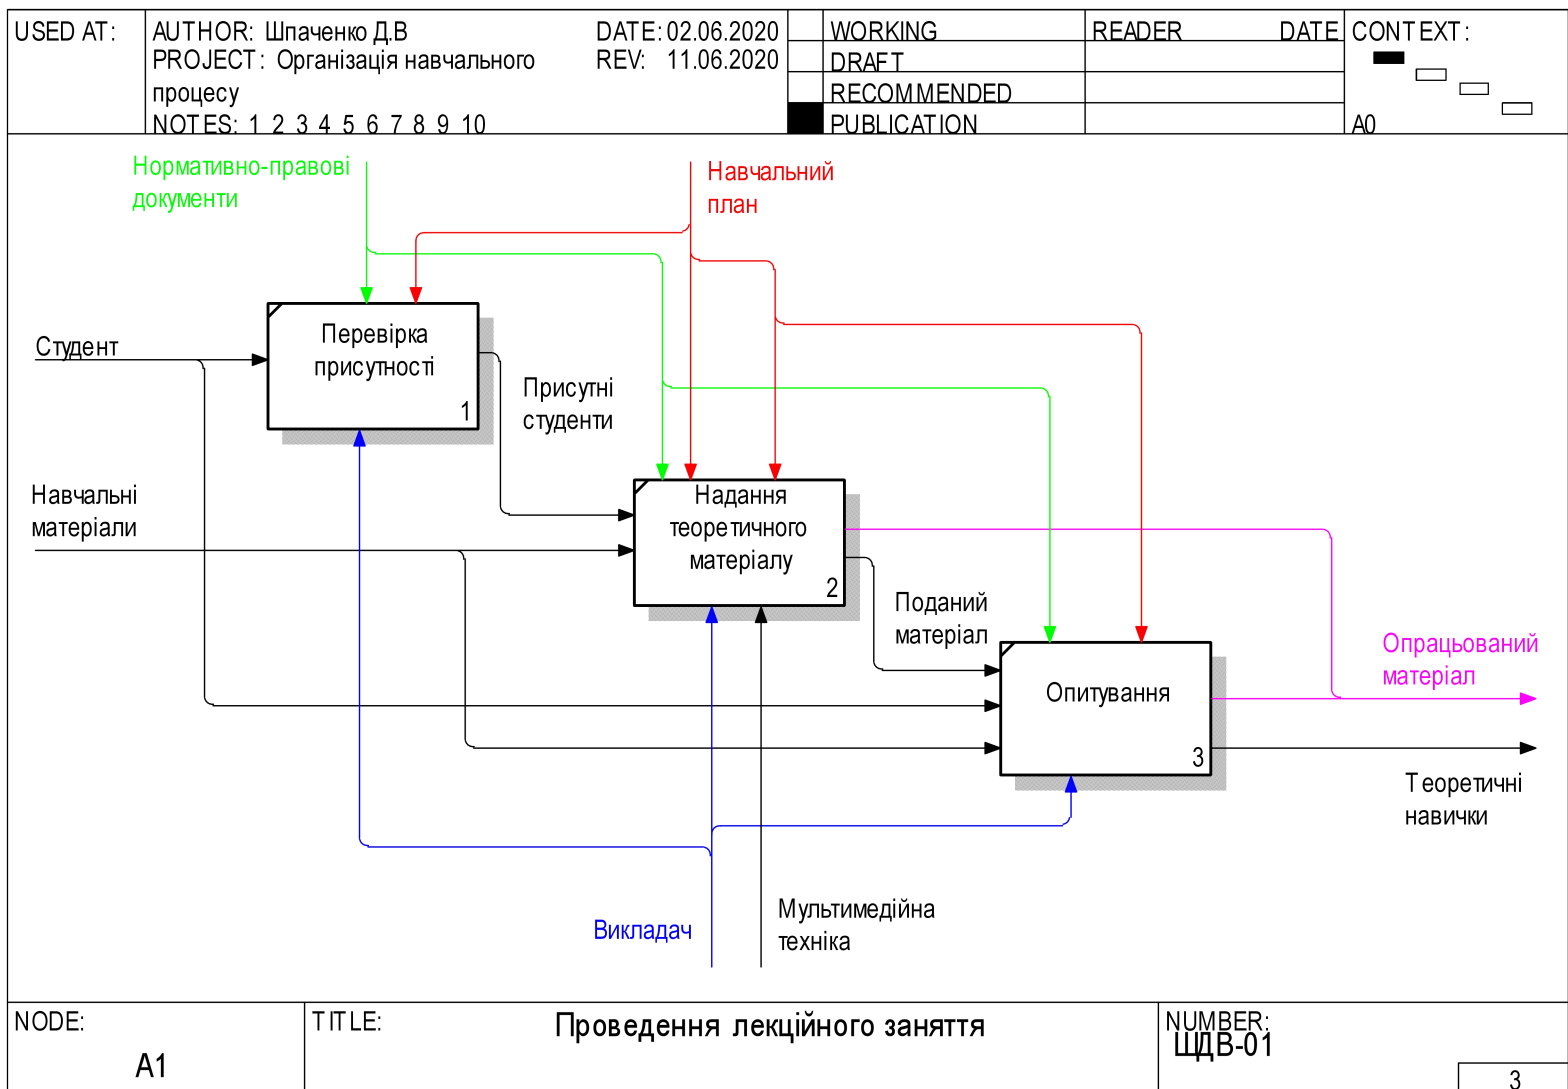 USED AT:
AUTHOR: Шпаченко Д.В
DATE: 02.06.2020
PROJECT: Організація навчального
процесу
REV: 11.06.2020
NOTES: 1 2 3 4 5 6 7 8 9 10
WORKING
DRAFT
RECOMMENDED
PUBLICATION
READER
DATE
CONTEXT:
A0
Нормативно-правові
документи
Навчальний
план
Студент
Перевірка
присутності
1
Присутні
студенти
Навчальні
матеріали
Надання
теоретичного
матеріалу
2
Поданий
матеріал
Опитування
3
Опрацьований
матеріал
Теоретичні
навички
Викладач
Мультимедійна
техніка
NODE:
A1
TITLE:
Проведення лекційного заняття
NUMBER:
ШДВ-01
3